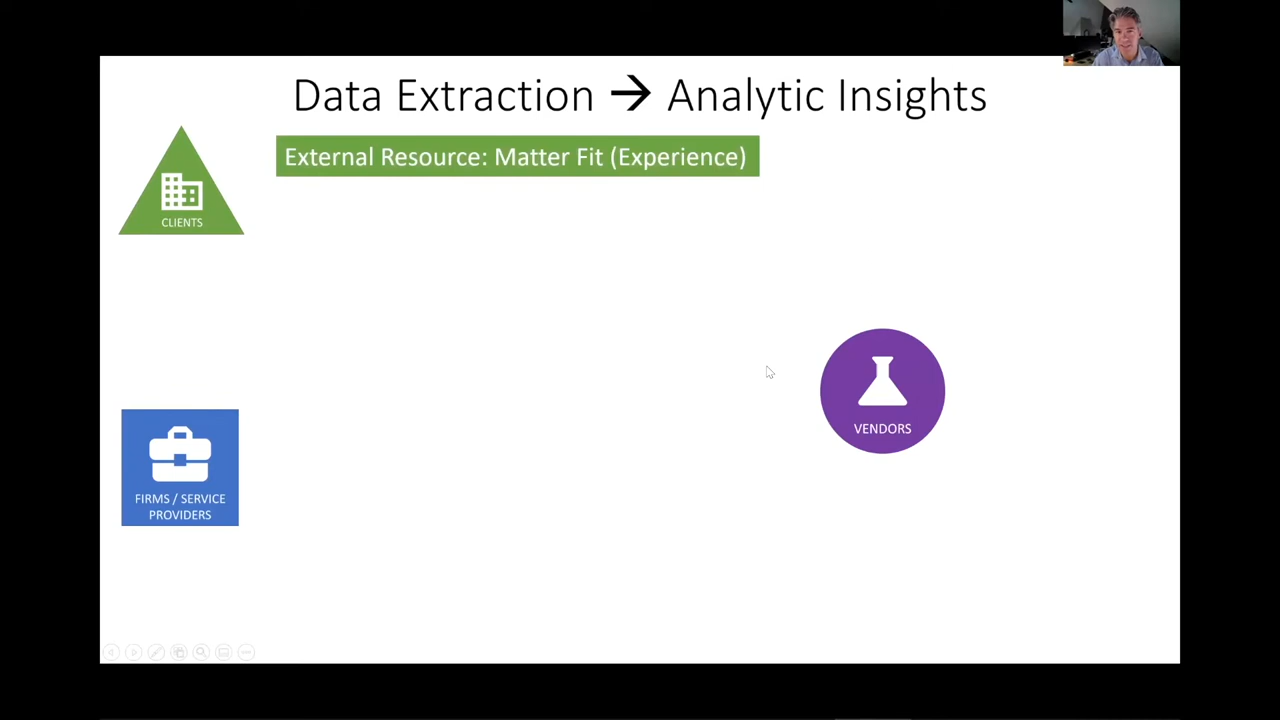 Data Extraction → Analytic Insights
External Resource: Matter Fit (Experience)
CLIENTS
VENDORS
FIRMS / SERVICE
PROVIDERS